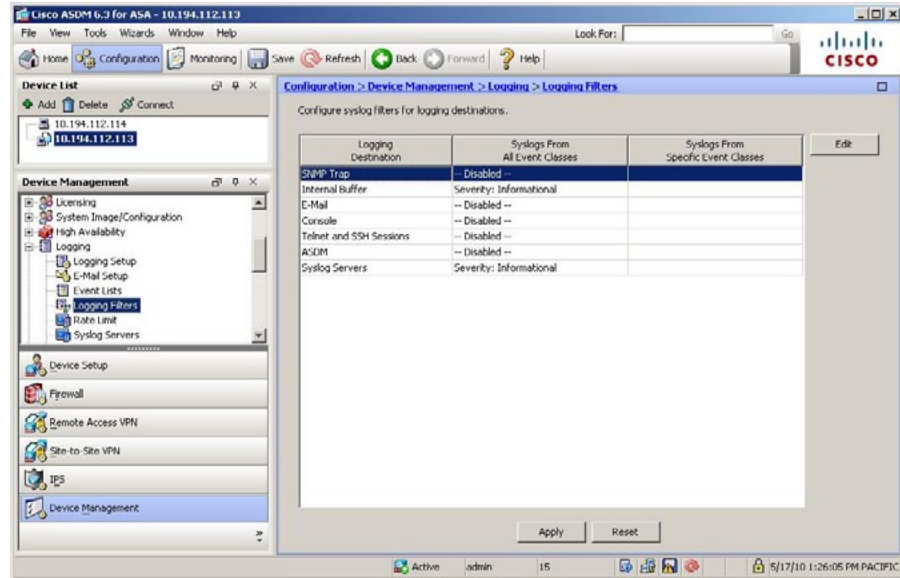 Cisco ASDM 6.3 for ASA - 10.194.112.113
File View Tools Wizards Window Help
Look For: Go
Home Configuration Monitoring Save Refresh Back Forward Help
CISCO
Device List
Add Delete Connect
10.194.112.114
10.194.112.113
Device Management
Licensing
System Image/Configuration
High Availability
Logging
Logging Setup
E-Mail Setup
Event Lists
Logging Filters
Rate Limit
Syslog Servers
Device Setup
Firewall
Remote Access VPN
Site-to-Site VPN
IPS
Device Management
Configuration > Device Management > Logging > Logging Filters
Configure syslog filters for logging destinations.
Logging Destination Syslogs From All Event Classes Syslogs From Specific Event Classes
SNMP Trap -- Disabled --
Internal Buffer Severity: Informational
E-Mail -- Disabled --
Console -- Disabled --
Telnet and SSH Sessions -- Disabled --
ASDM -- Disabled --
Syslog Servers Severity: Informational
Edit
Apply Reset
Active admin 15 5/17/10 1:26:05 PM PACIFIC